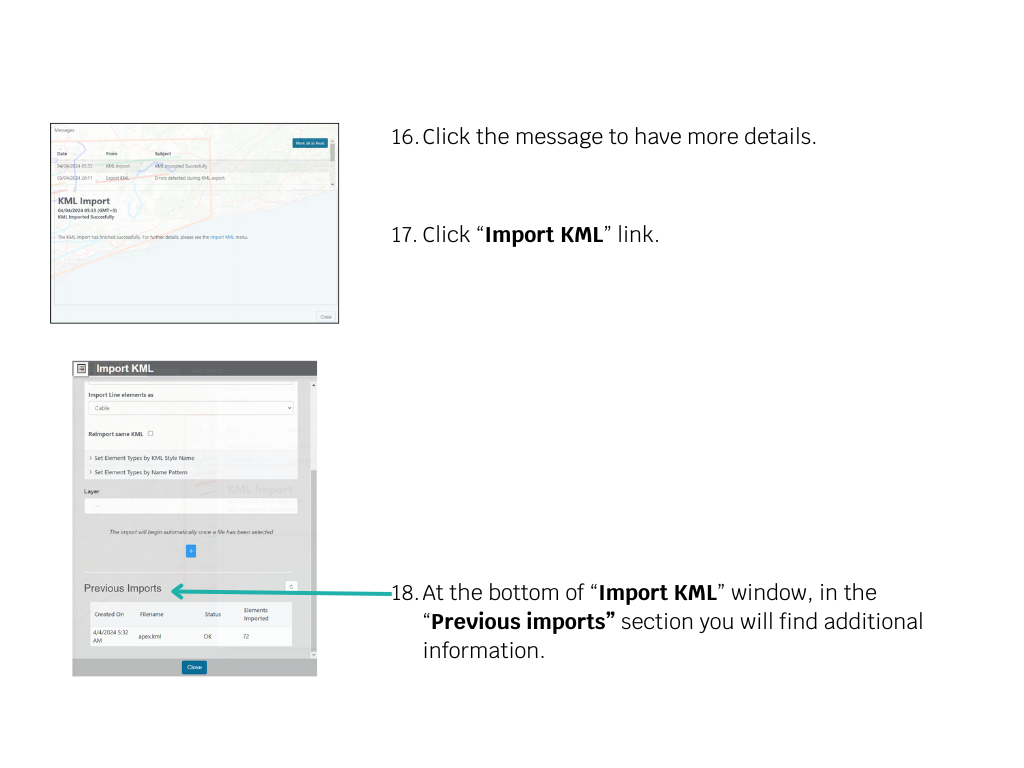 Messages
Mark all as Read
Date From Subject
04/04/2024 05:33 KML Import KML Imported Succesfully
Export KML Errors detected during KML export
KML Import
04/04/2024 05:33 (GMT+0)
KML Imported Succesfully
The KML import has finished successfully. For further details, please see the Import KML menu.
Close
16. Click the message to have more details.
17. Click “Import KML” link.
Import KML
Import Line elements as
Cable
Reimport same KML
Set Element Types by KML Style Name
Set Element Types by Name Pattern
KML Import
Layer
The import will begin automatically once a file has been selected
+
Previous Imports
Created On Filename Status Elements Imported
4/4/2024 5:32 AM apex.kml OK 72
Close
18. At the bottom of “Import KML” window, in the
“Previous imports” section you will find additional
information.